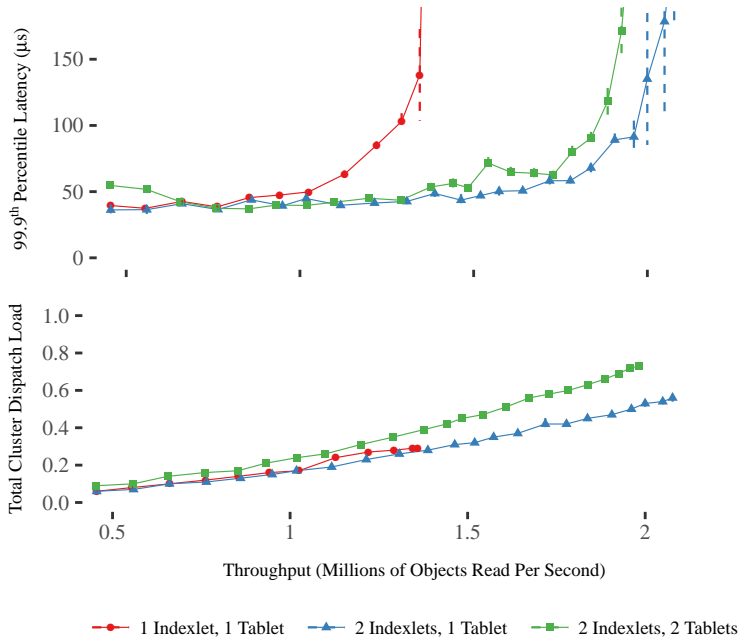 99.9th Percentile Latency (μs)
150
100
50
0
Total Cluster Dispatch Load
1.0
0.8
0.6
0.4
0.2
0.0
0.5 1 1.5 2
Throughput (Millions of Objects Read Per Second)
1 Indexlet, 1 Tablet 2 Indexlets, 1 Tablet 2 Indexlets, 2 Tablets